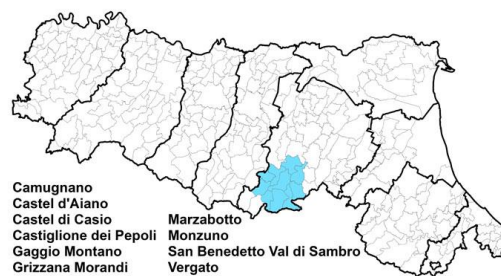 Camugnano
Castel d'Aiano
Castel di Casio
Castiglione dei Pepoli
Gaggio Montano
Grizzana Morandi
Marzabotto
Monzuno
San Benedetto Val di Sambro
Vergato